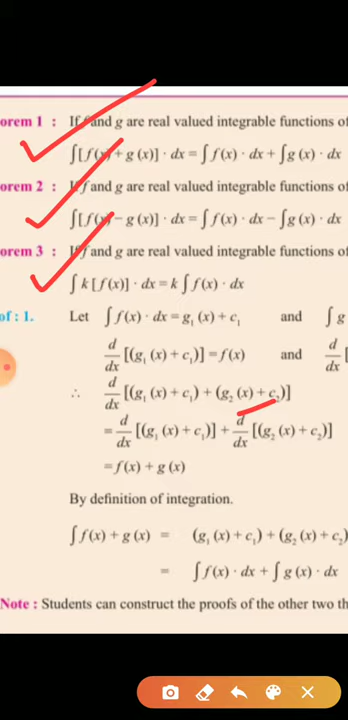 orem 1 : If f and g are real valued integrable functions of
∫[f(x) + g (x)] · dx = ∫ f(x) · dx + ∫g (x) · dx
orem 2 : If f and g are real valued integrable functions of
∫[f(x) − g (x)] · dx = ∫ f(x) · dx − ∫g (x) · dx
orem 3 : If f and g are real valued integrable functions of
∫ k [f(x)] · dx = k ∫ f(x) · dx
of : 1. Let ∫ f(x) · dx = g₁ (x) + c₁ and ∫ g
d/dx [(g₁ (x) + c₁)] = f(x) and d/dx [
∴ d/dx [(g₁ (x) + c₁) + (g₂ (x) + c₂)]
= d/dx [(g₁ (x) + c₁)] + d/dx [(g₂ (x) + c₂)]
= f(x) + g (x)
By definition of integration.
∫ f(x) + g (x) = (g₁ (x) + c₁) + (g₂ (x) + c₂)
= ∫ f(x) · dx + ∫ g (x) · dx
Note : Students can construct the proofs of the other two th